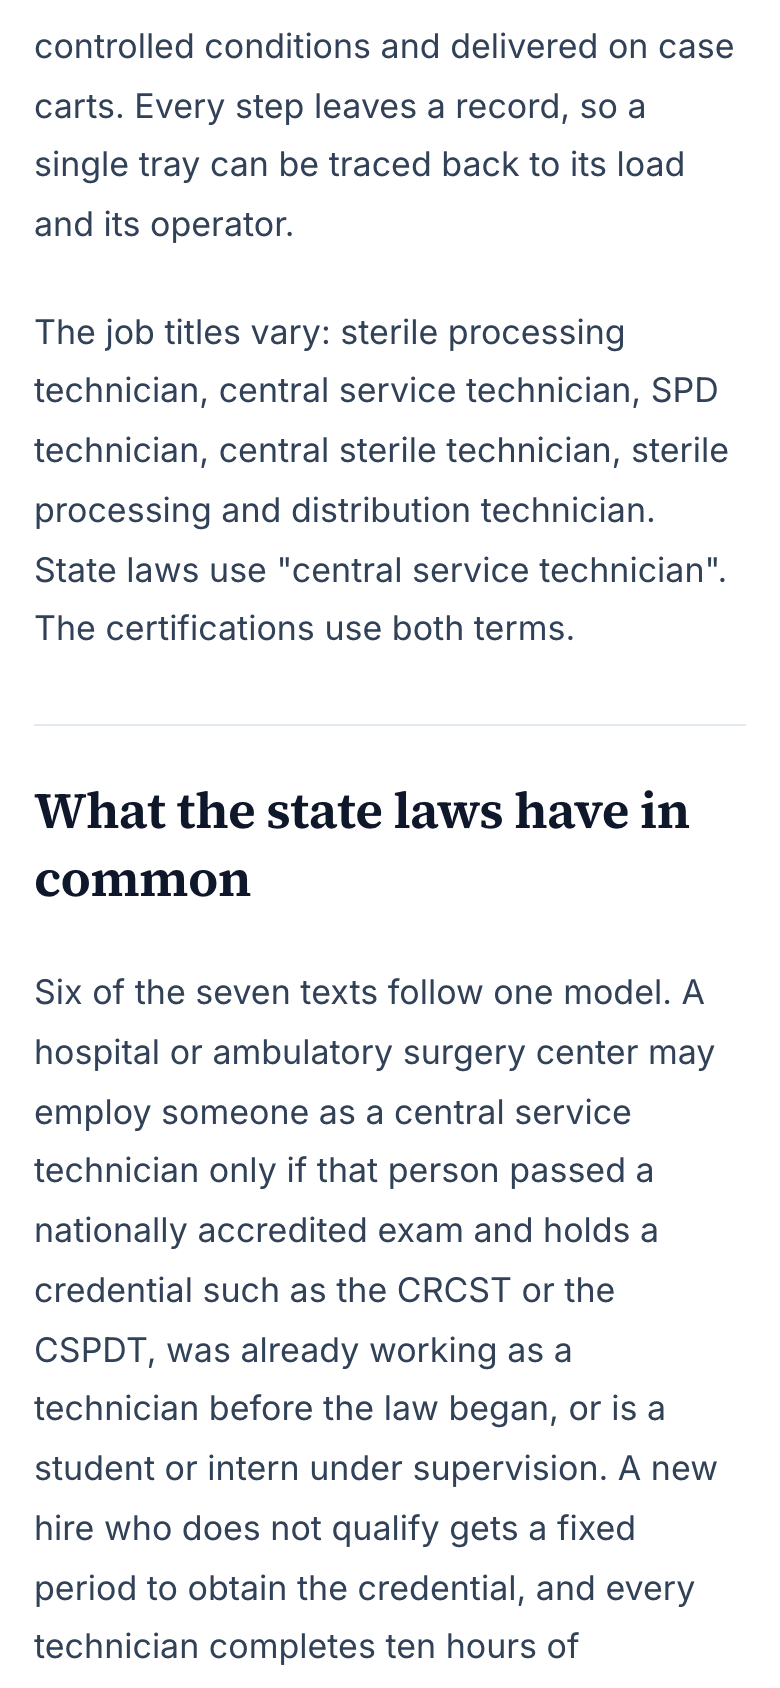 controlled conditions and delivered on case
carts. Every step leaves a record, so a
single tray can be traced back to its load
and its operator.
The job titles vary: sterile processing
technician, central service technician, SPD
technician, central sterile technician, sterile
processing and distribution technician.
State laws use "central service technician".
The certifications use both terms.
What the state laws have in
common
Six of the seven texts follow one model. A
hospital or ambulatory surgery center may
employ someone as a central service
technician only if that person passed a
nationally accredited exam and holds a
credential such as the CRCST or the
CSPDT, was already working as a
technician before the law began, or is a
student or intern under supervision. A new
hire who does not qualify gets a fixed
period to obtain the credential, and every
technician completes ten hours of